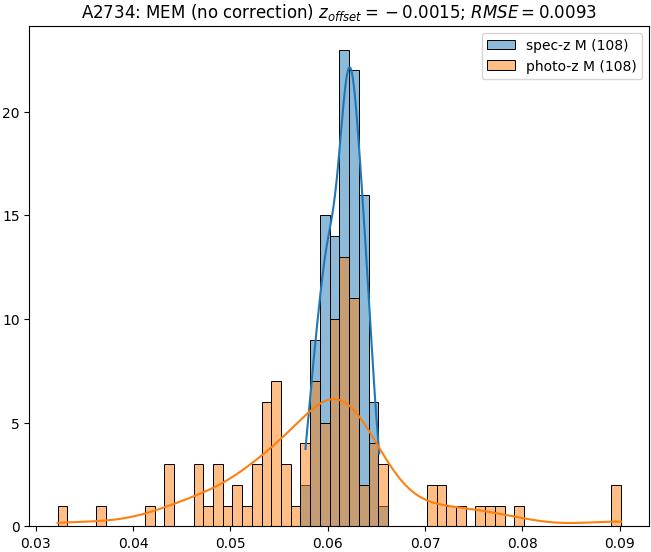 A2734: MEM (no correction) z_offset = −0.0015; RMSE = 0.0093
spec-z M (108)
photo-z M (108)
20
15
10
5
0
0.03 0.04 0.05 0.06 0.07 0.08 0.09